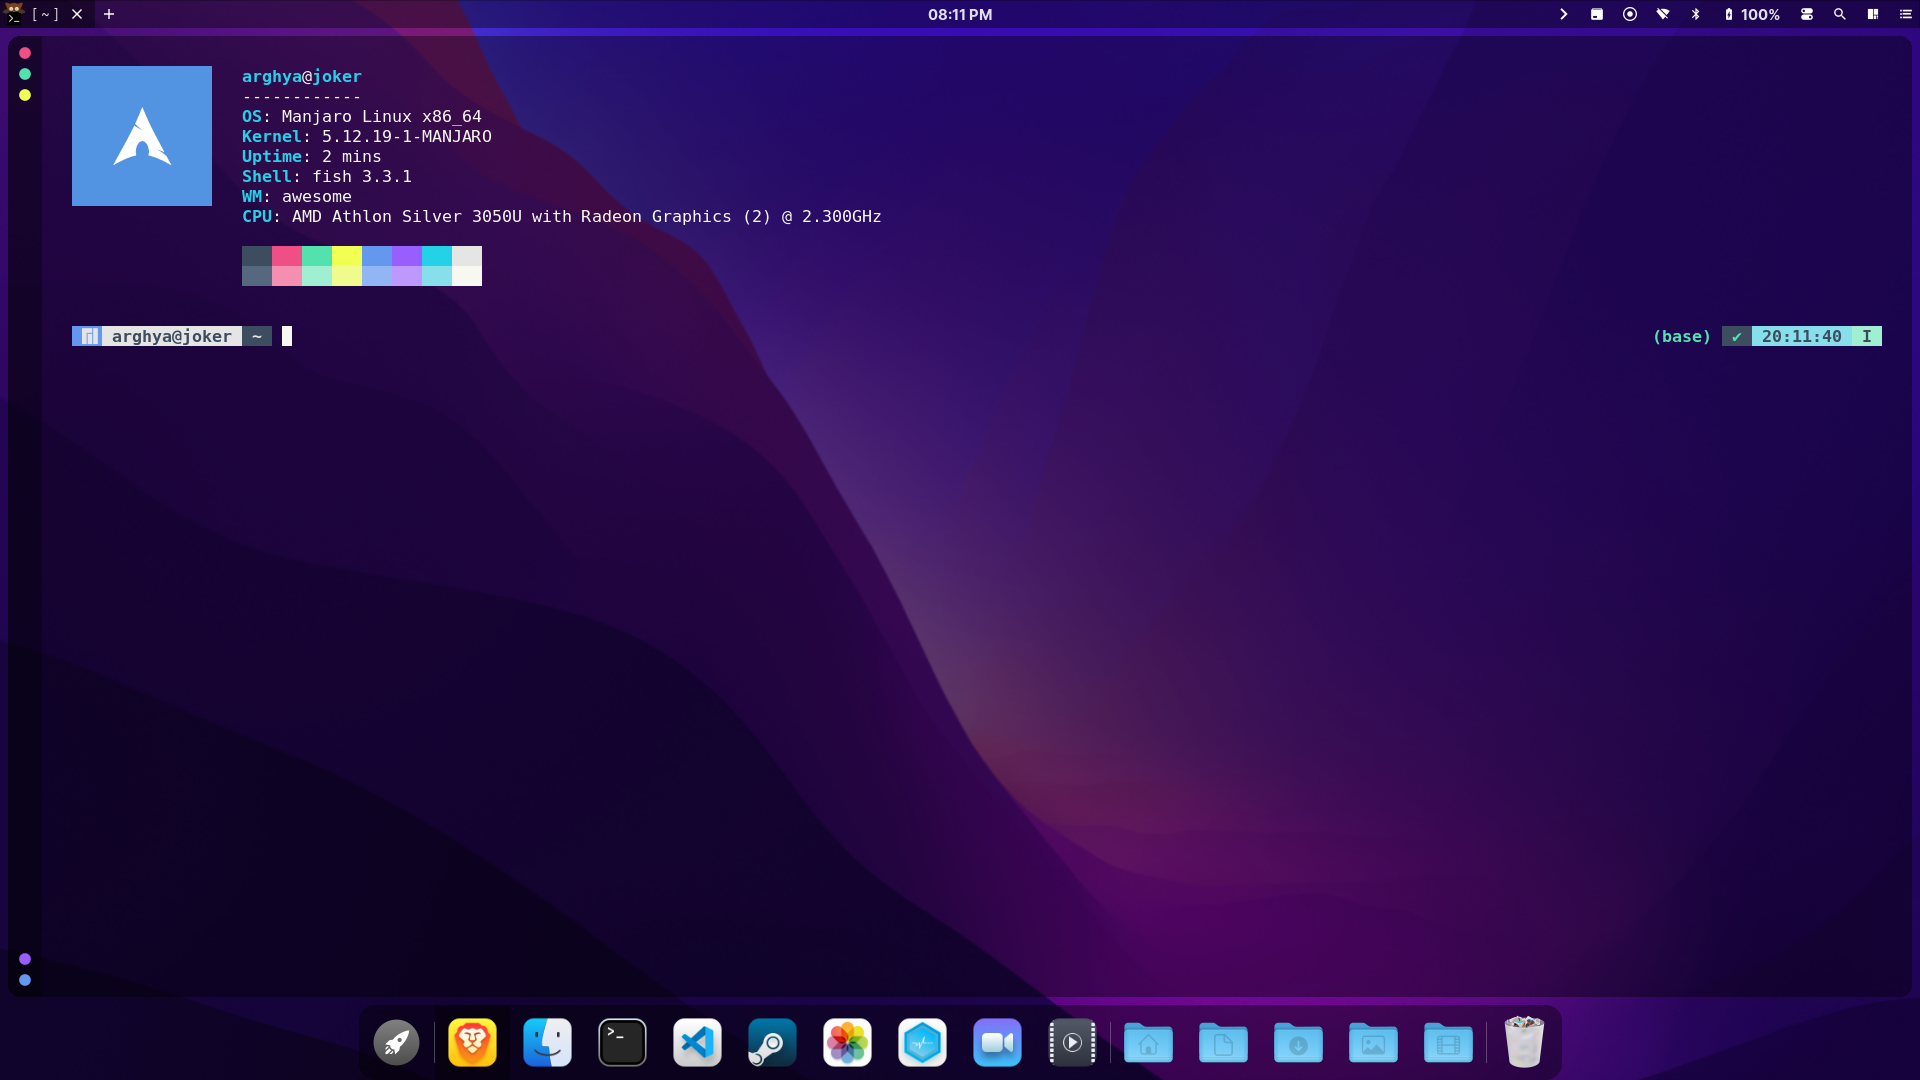 [ ~ ]
08:11 PM
100%
arghya@joker
------------
OS: Manjaro Linux x86_64
Kernel: 5.12.19-1-MANJARO
Uptime: 2 mins
Shell: fish 3.3.1
WM: awesome
CPU: AMD Athlon Silver 3050U with Radeon Graphics (2) @ 2.300GHz
arghya@joker ~
(base) ✔ 20:11:40 I
>_